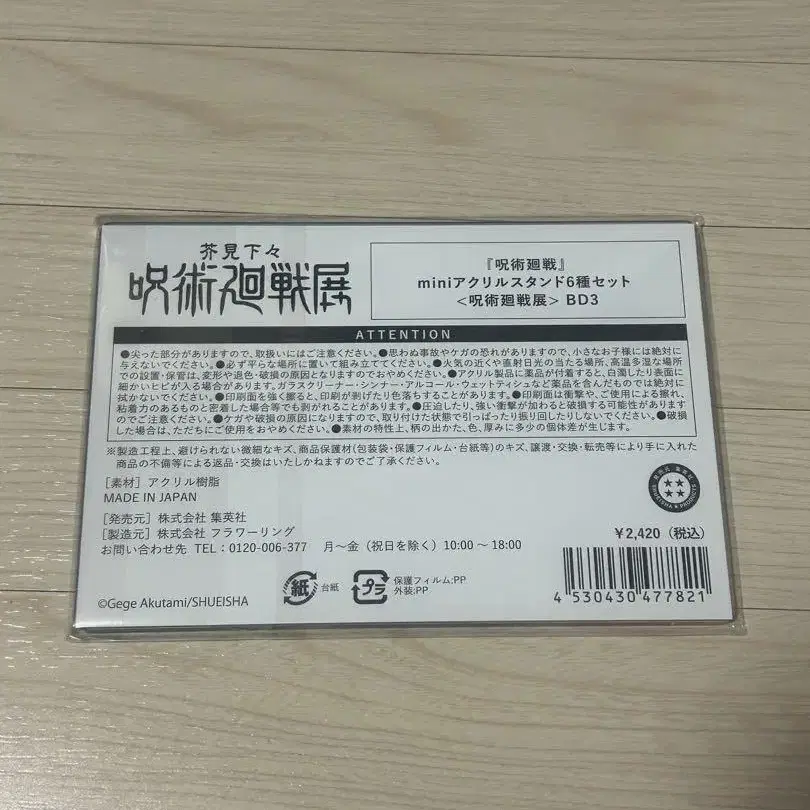 芥見下々
呪術廻戦展
『呪術廻戦』
miniアクリルスタンド6種セット
<呪術廻戦展> BD3
ATTENTION
●尖った部分がありますので、取扱いにはご注意ください。●思わぬ事故やケガの恐れがありますので、小さなお子様には絶対に
与えないでください。●必ず平らな場所に置いて組み立ててください。●火気の近くや直射日光の当たる場所、高温多湿な場所
での設置・保管は、変形や退色・破損の原因となりますのでおやめください。●アクリル製品に薬品が付着すると、白濁したり表面に
細かいヒビが入る場合があります。ガラスクリーナー・シンナー・アルコール・ウェットティシュなど薬品を含んだものでは絶対に
拭かないでください。●印刷面を強く擦ると、印刷が剥げたり色落ちすることがあります。●印刷面は衝撃や、ご使用による擦れ、
粘着力のあるものと密着した場合等でも剥がれることがあります。●圧迫したり、強い衝撃が加わると破損する可能性があります
のでご注意ください。●ケガや破損の原因になりますので、取り付けた状態で引っぱったり振り回したりしないでください。●破損
した場合は、ただちにご使用をおやめください。●素材の特性上、柄の出かた、色、厚みに多少の個体差が生じます。
※製造工程上、避けられない微細なキズ、商品保護材(包装袋・保護フィルム・台紙等)のキズ、譲渡・交換・転売等により手に入れた
商品の不備等による返品・交換はいたしかねますのでご了承ください。
[素材] アクリル樹脂
MADE IN JAPAN
[発売元] 株式会社 集英社
[製造元] 株式会社 フラワーリング
お問い合わせ先 TEL:0120-006-377 月〜金(祝日を除く)10:00〜18:00
発売元 集英社
SHUEISHA PRODUCTS
¥2,420(税込)
4 530430 477821
紙 台紙
プラ 保護フィルム:PP
外装:PP
©Gege Akutami/SHUEISHA